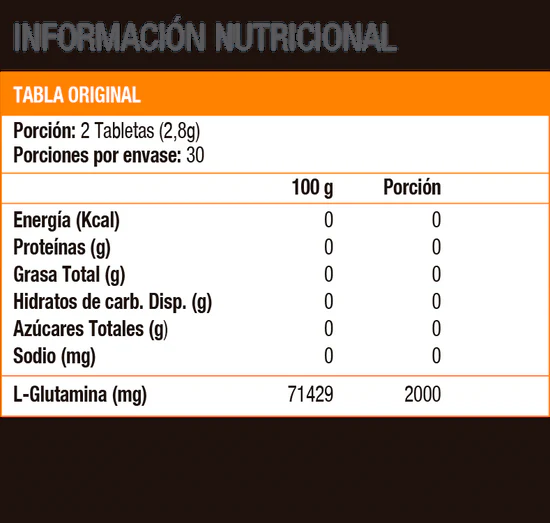 INFORMACIÓN NUTRICIONAL
TABLA ORIGINAL
Porción: 2 Tabletas (2,8g)
Porciones por envase: 30
100 g Porción
Energía (Kcal) 0 0
Proteínas (g) 0 0
Grasa Total (g) 0 0
Hidratos de carb. Disp. (g) 0 0
Azúcares Totales (g) 0 0
Sodio (mg) 0 0
L-Glutamina (mg) 71429 2000